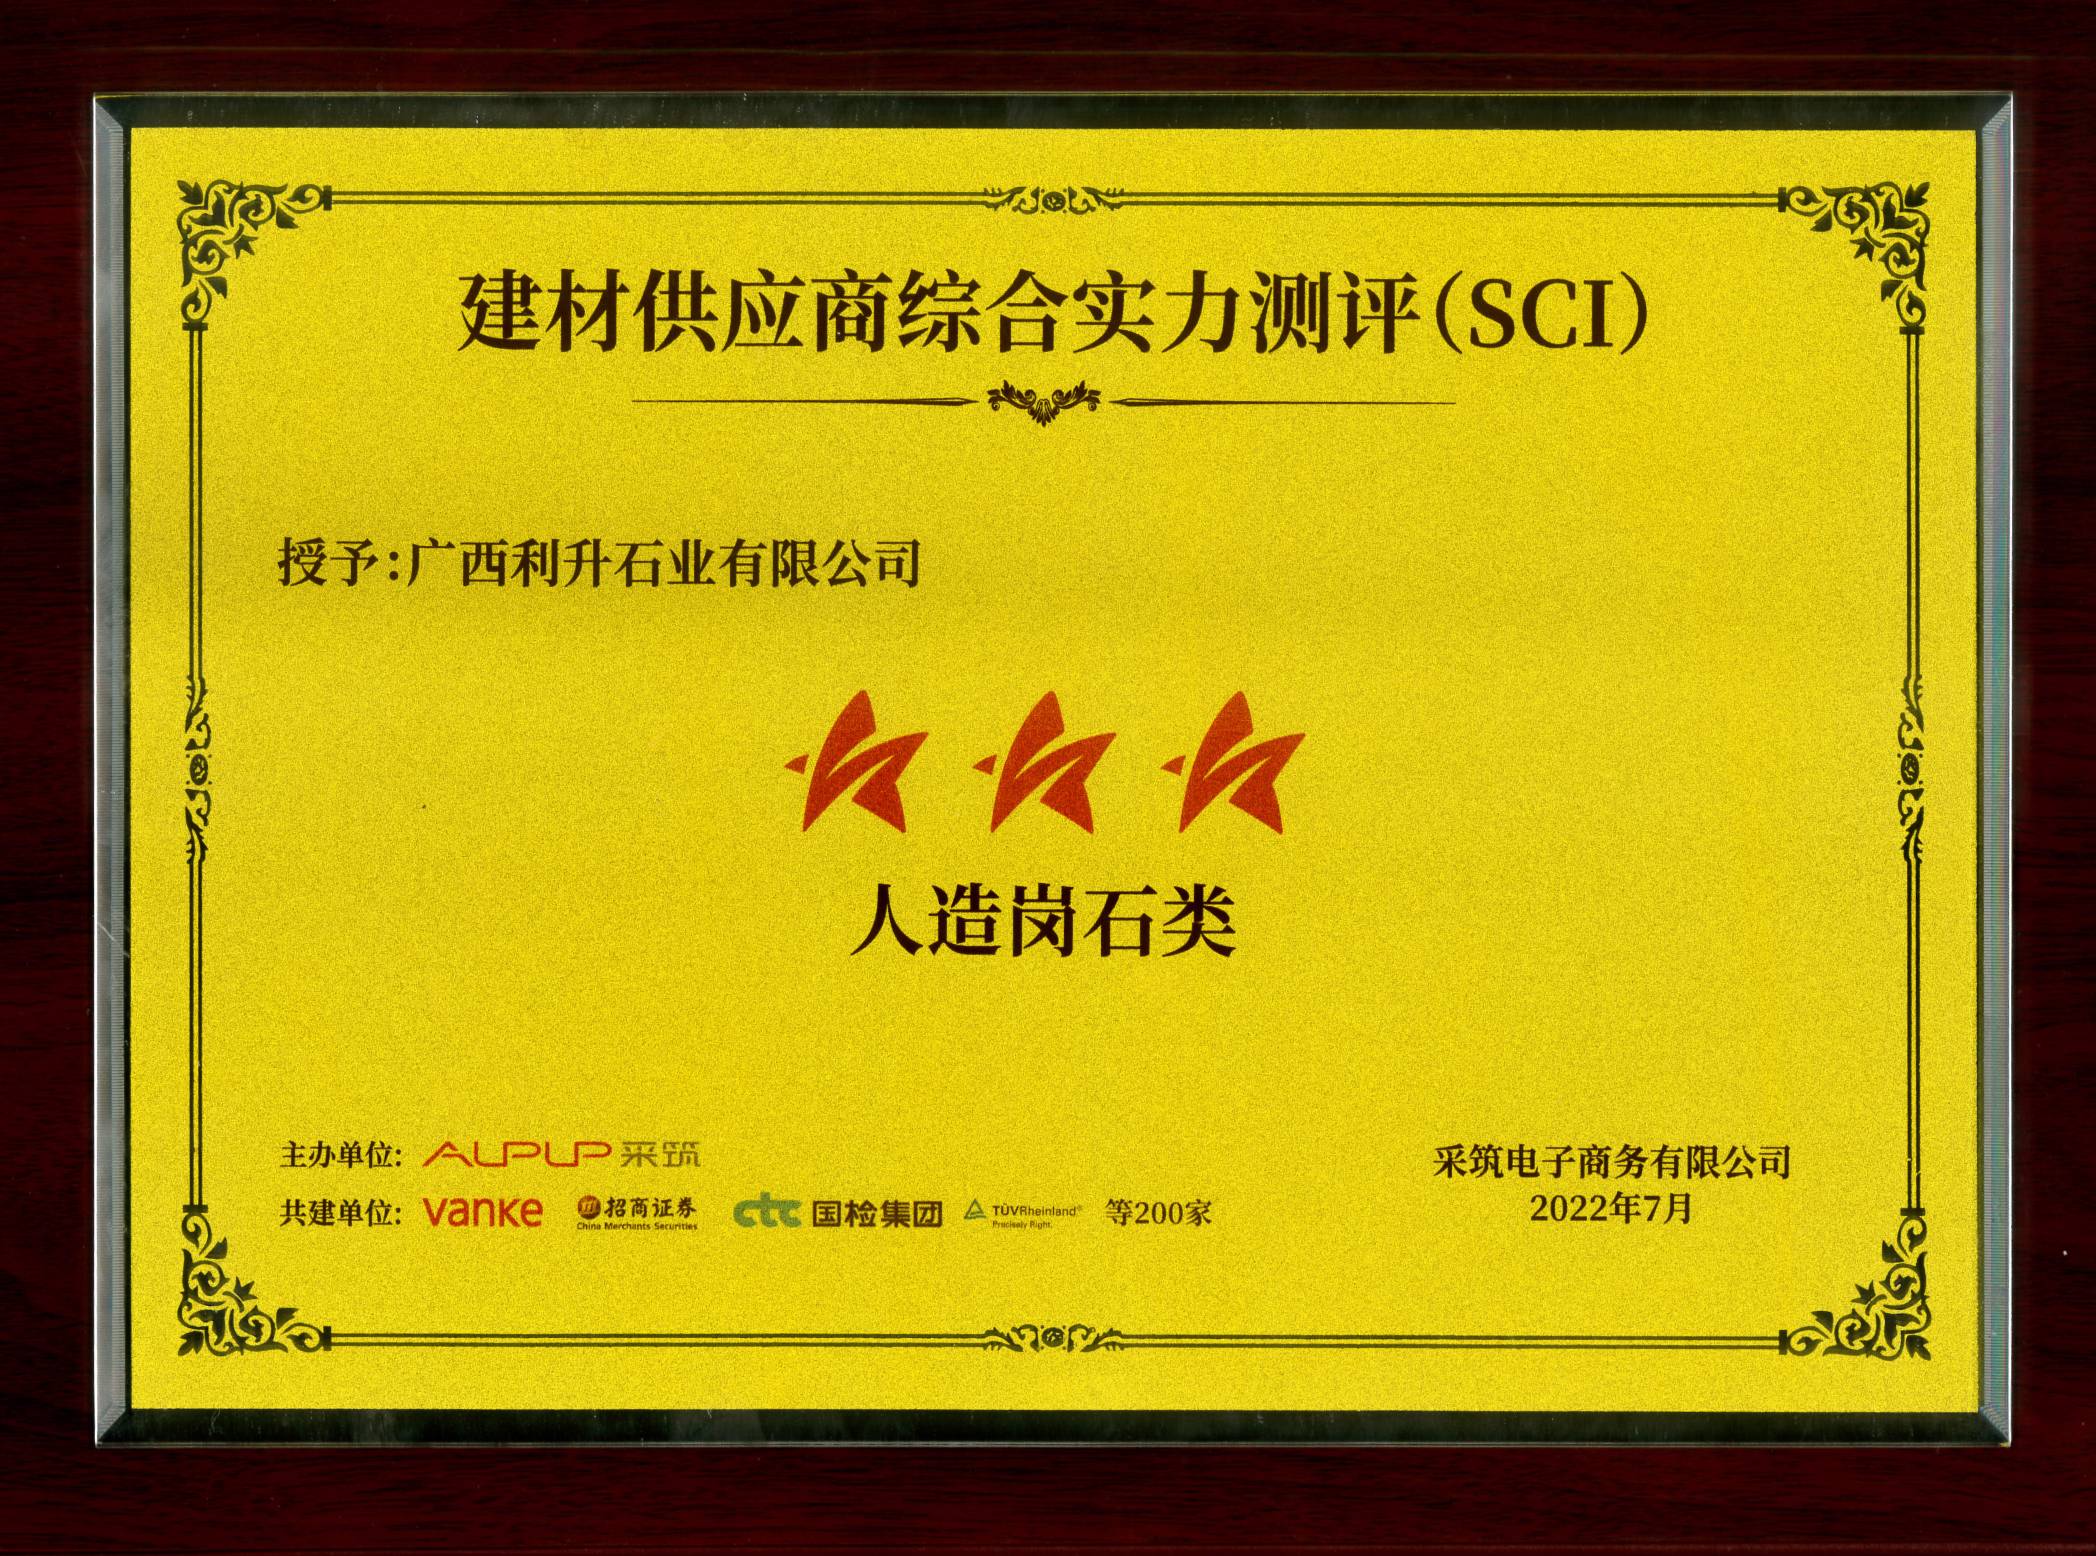 建材供应商综合实力测评(SCI)
授予:广西利升石业有限公司
人造岗石类
主办单位: AUPUP 采筑
共建单位: vanke 招商证券 China Merchants Securities ctc 国检集团 TÜVRheinland® Precisely Right. 等200家
采筑电子商务有限公司
2022年7月